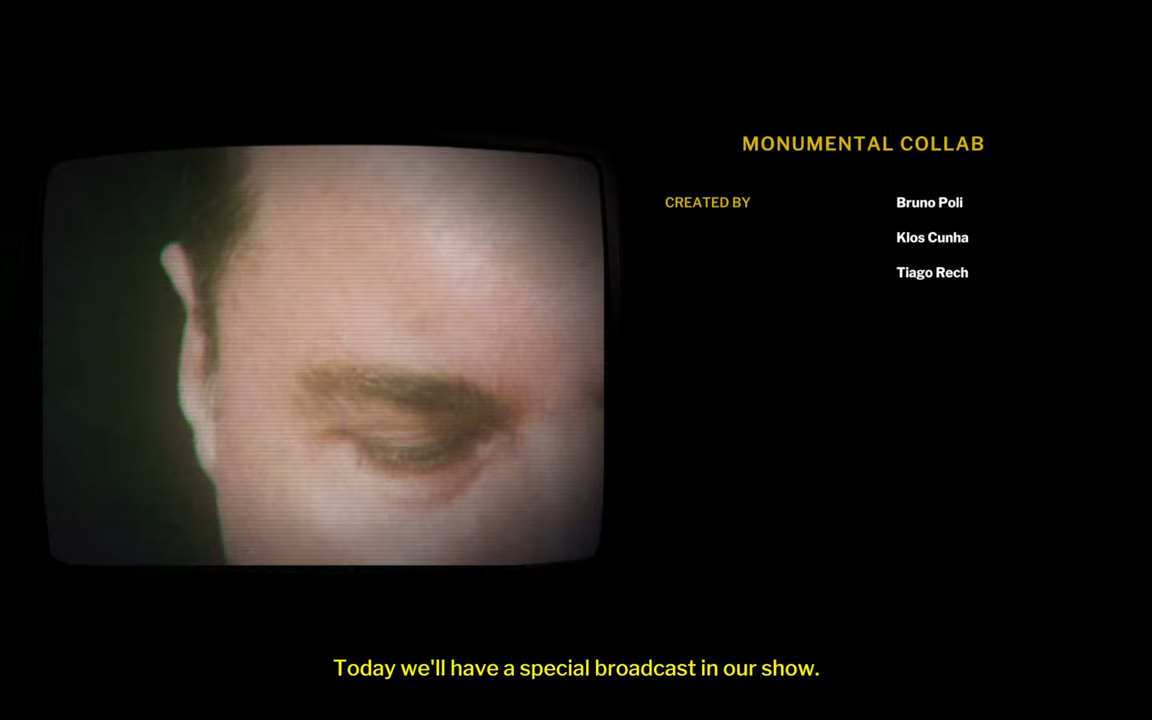 MONUMENTAL COLLAB
CREATED BY Bruno Poli
Klos Cunha
Tiago Rech
Today we'll have a special broadcast in our show.